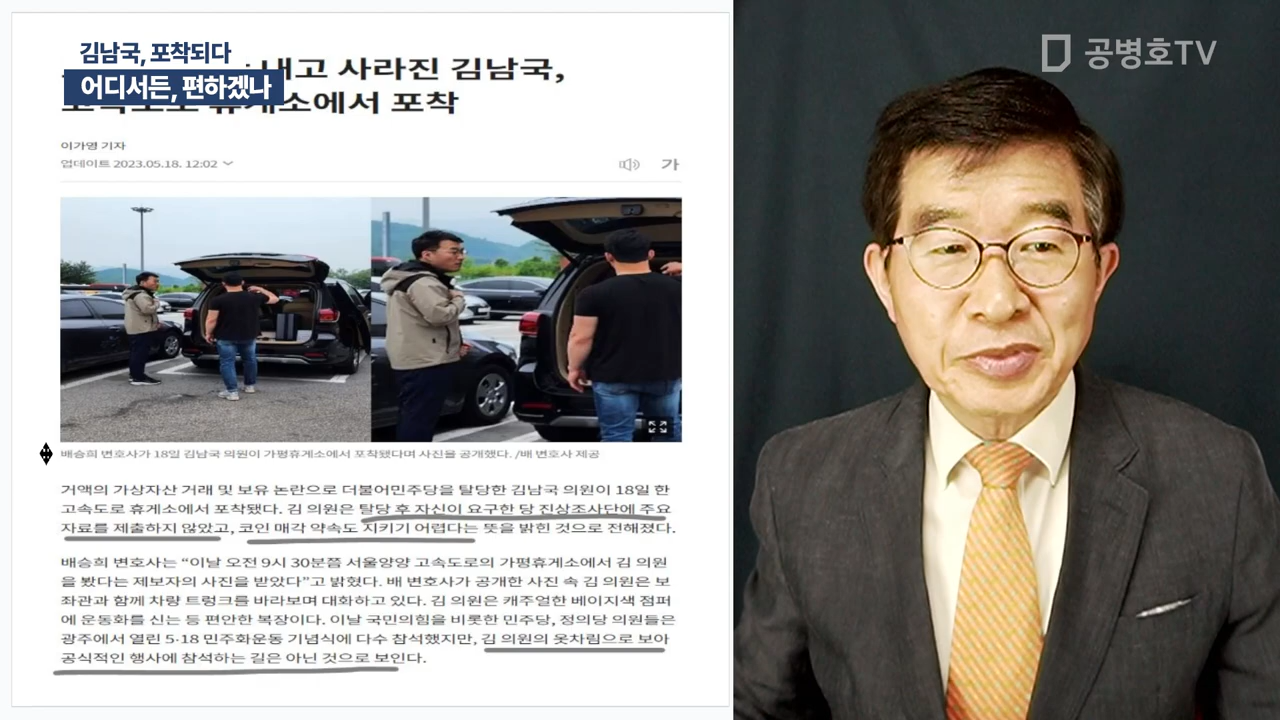 김남국, 포착되다
어디서든, 편하겠나
내고 사라진 김남국,
휴게소에서 포착
이가영 기자
업데이트 2023.05.18. 12:02
가
배승희 변호사가 18일 김남국 의원이 가평휴게소에서 포착됐다며 사진을 공개했다. /배 변호사 제공
거액의 가상자산 거래 및 보유 논란으로 더불어민주당을 탈당한 김남국 의원이 18일 한
고속도로 휴게소에서 포착됐다. 김 의원은 탈당 후 자신이 요구한 당 진상조사단에 주요
자료를 제출하지 않았고, 코인 매각 약속도 지키기 어렵다는 뜻을 밝힌 것으로 전해졌다.
배승희 변호사는 “이날 오전 9시 30분쯤 서울양양 고속도로의 가평휴게소에서 김 의원
을 봤다는 제보자의 사진을 받았다”고 밝혔다. 배 변호사가 공개한 사진 속 김 의원은 보
좌관과 함께 차량 트렁크를 바라보며 대화하고 있다. 김 의원은 캐주얼한 베이지색 점퍼
에 운동화를 신는 등 편안한 복장이다. 이날 국민의힘을 비롯한 민주당, 정의당 의원들은
광주에서 열린 5·18 민주화운동 기념식에 다수 참석했지만, 김 의원의 옷차림으로 보아
공식적인 행사에 참석하는 길은 아닌 것으로 보인다.
공병호TV